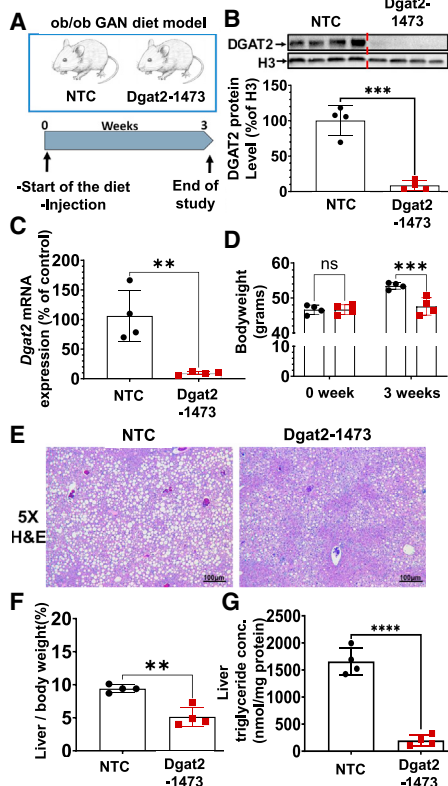 A
ob/ob GAN diet model
NTC
Dgat2-1473
0
Weeks
3
-Start of the diet
-Injection
End of
study
B
NTC
Dgat2-
1473
DGAT2
H3
DGAT2 protein
Level (%of H3)
150
100
50
0
***
NTC
Dgat2
-1473
C
Dgat2 mRNA
expression (% of control)
200
150
100
50
0
**
NTC
Dgat2
-1473
D
Bodyweight
(grams)
60
50
40
10
0
ns
***
0 week
3 weeks
E
NTC
Dgat2-1473
5X
H&E
100µm
100µm
F
Liver / body weight(%)
20
15
10
5
0
**
NTC
Dgat2
-1473
G
Liver
triglyceride conc.
(nmol/mg protein)
2000
1500
1000
500
0
****
NTC
Dgat2
-1473